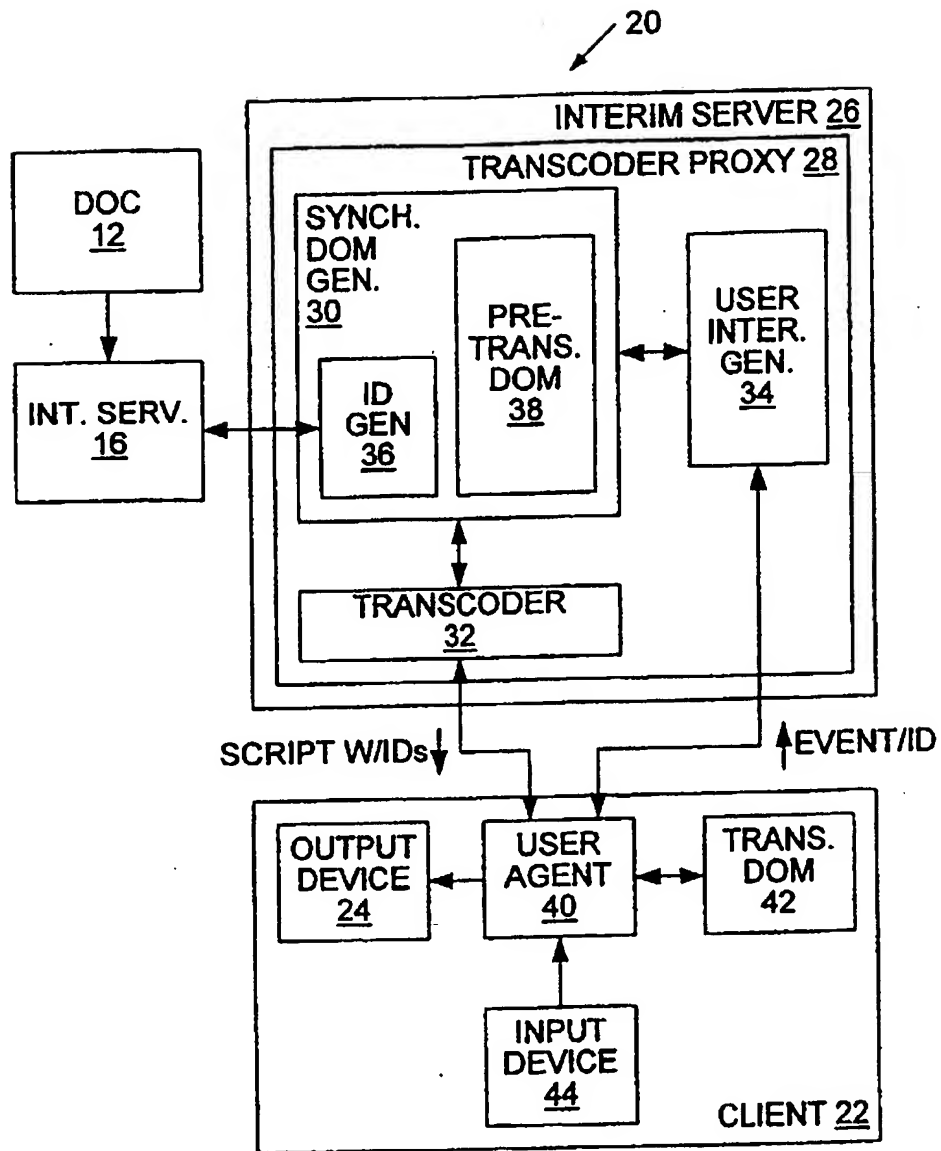 20
INTERIM SERVER 26
TRANSCODER PROXY 28
DOC
12
SYNCH.
DOM
GEN.
30
PRE-
TRANS.
DOM
38
USER
INTER.
GEN.
34
INT. SERV.
16
ID
GEN
36
TRANSCODER
32
SCRIPT W/IDs
EVENT/ID
OUTPUT
DEVICE
24
USER
AGENT
40
TRANS.
DOM
42
INPUT
DEVICE
44
CLIENT 22